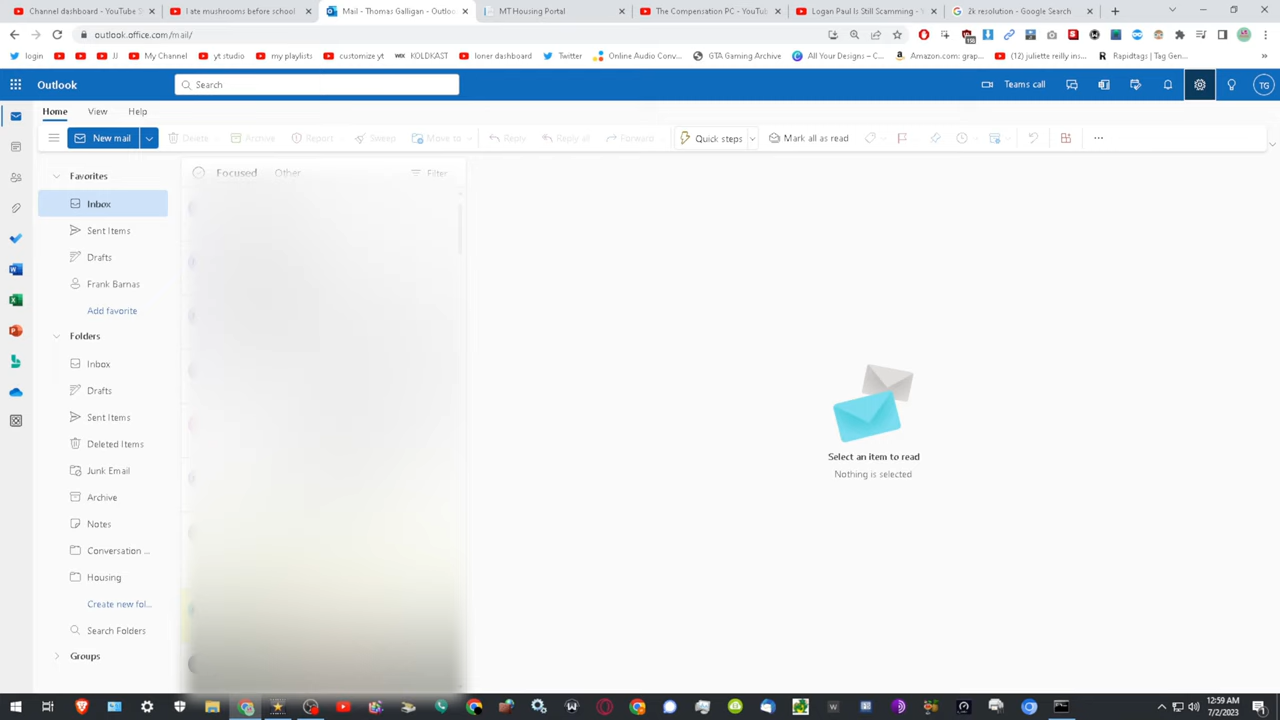 Channel dashboard - YouTube S
I ate mushrooms before school
Mail - Thomas Galligan - Outlook
MT Housing Portal
The Compensation PC - YouTube
Logan Paul Is Still Scamming - Y
2k resolution - Google Search
outlook.office.com/mail/
login
JJ
My Channel
yt studio
my playlists
customize yt
WIX KOLDKAST
loner dashboard
Twitter
Online Audio Conv...
GTA Gaming Archive
All Your Designs – C...
Amazon.com: grap...
(12) juliette reilly ins...
Rapidtags | Tag Gen...
Outlook
Search
Teams call
TG
Home
View
Help
New mail
Delete
Archive
Report
Sweep
Move to
Reply
Reply all
Forward
Quick steps
Mark all as read
Favorites
Focused
Other
Filter
Inbox
Sent Items
Drafts
Frank Barnas
Add favorite
Folders
Inbox
Drafts
Sent Items
Deleted Items
Junk Email
Archive
Notes
Conversation ...
Housing
Create new fol...
Search Folders
Groups
Select an item to read
Nothing is selected
12:59 AM
7/2/2023